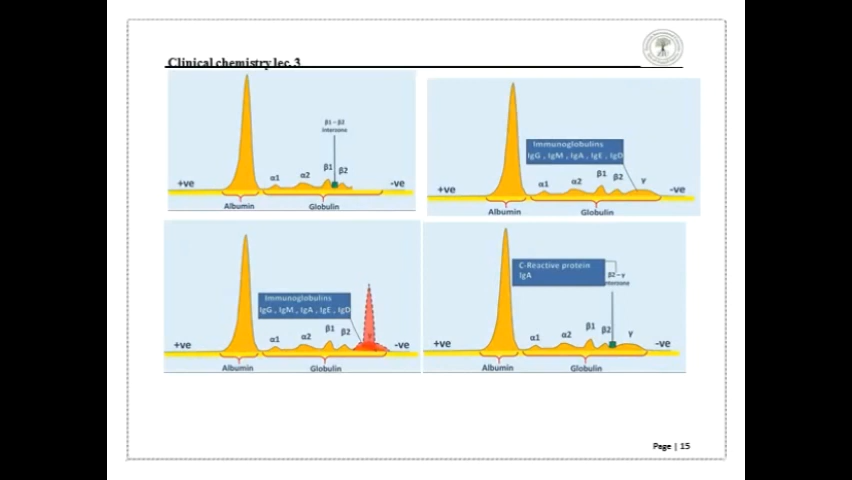 Clinical chemistry lec. 3
β1 – β2
Interzone
+ve
α1
α2
β1
β2
-ve
Albumin
Globulin
Immunoglobulins
IgG , IgM , IgA , IgE , IgD
+ve
α1
α2
β1
β2
γ
-ve
Albumin
Globulin
Immunoglobulins
IgG , IgM , IgA , IgE , IgD
+ve
α1
α2
β1
β2
-ve
Albumin
Globulin
C-Reactive protein
IgA
β2 – γ
Interzone
+ve
α1
α2
β1
β2
γ
-ve
Albumin
Globulin
Page | 15